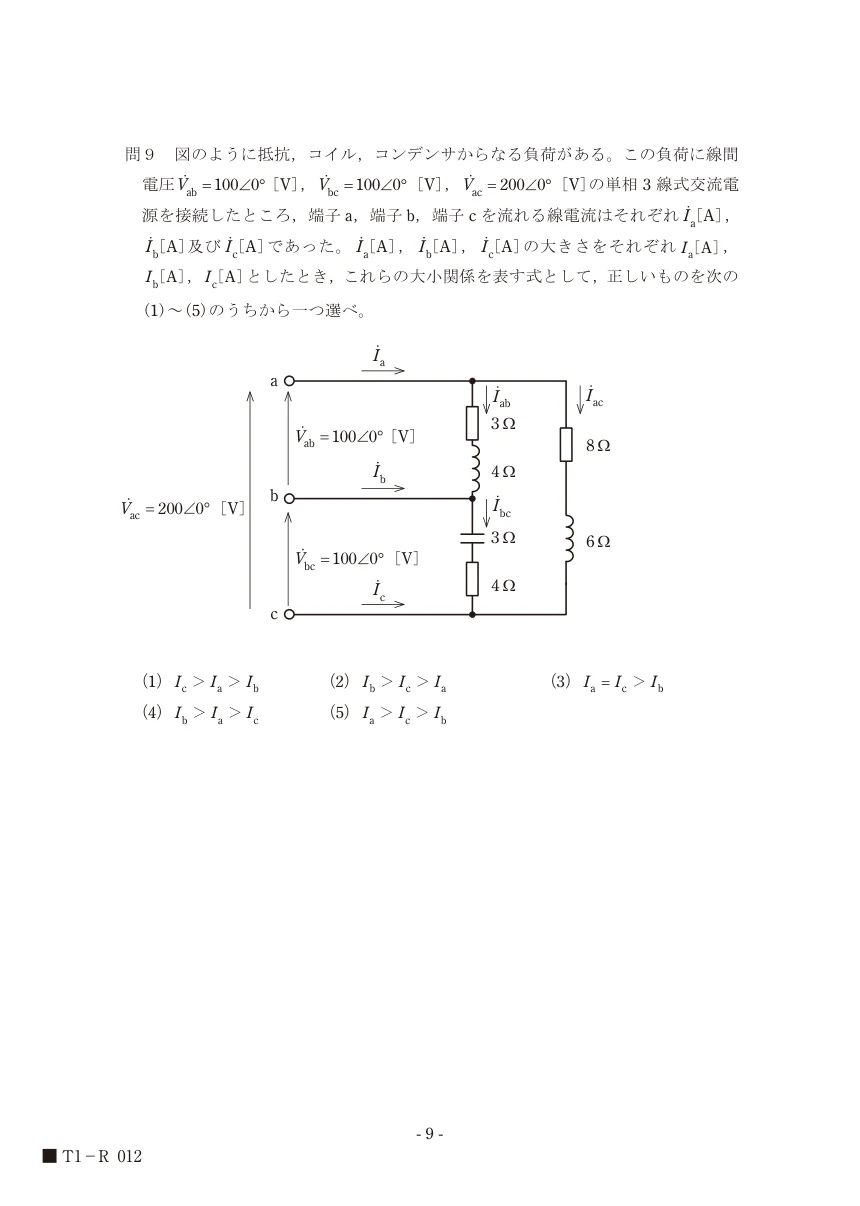 問９　図のように抵抗，コイル，コンデンサからなる負荷がある。この負荷に線間
電圧V̇ab＝100∠0°［V］，V̇bc＝100∠0°［V］，V̇ac＝200∠0°［V］の単相 3 線式交流電
源を接続したところ，端子 a，端子 b，端子 c を流れる線電流はそれぞれ İa［A］，
İb［A］及び İc［A］であった。İa［A］，İb［A］，İc［A］の大きさをそれぞれ Ia［A］，
Ib［A］，Ic［A］としたとき，これらの大小関係を表す式として，正しいものを次の
(1)～(5)のうちから一つ選べ。
İa
a
İab
İac
3Ω
V̇ab＝100∠0°［V］
8Ω
İb
4Ω
b
V̇ac＝200∠0°［V］
İbc
3Ω
6Ω
V̇bc＝100∠0°［V］
4Ω
İc
c
(1) Ic＞Ia＞Ib (2) Ib＞Ic＞Ia (3) Ia＝Ic＞Ib
(4) Ib＞Ia＞Ic (5) Ia＞Ic＞Ib
- 9 -
■ T1－R 012